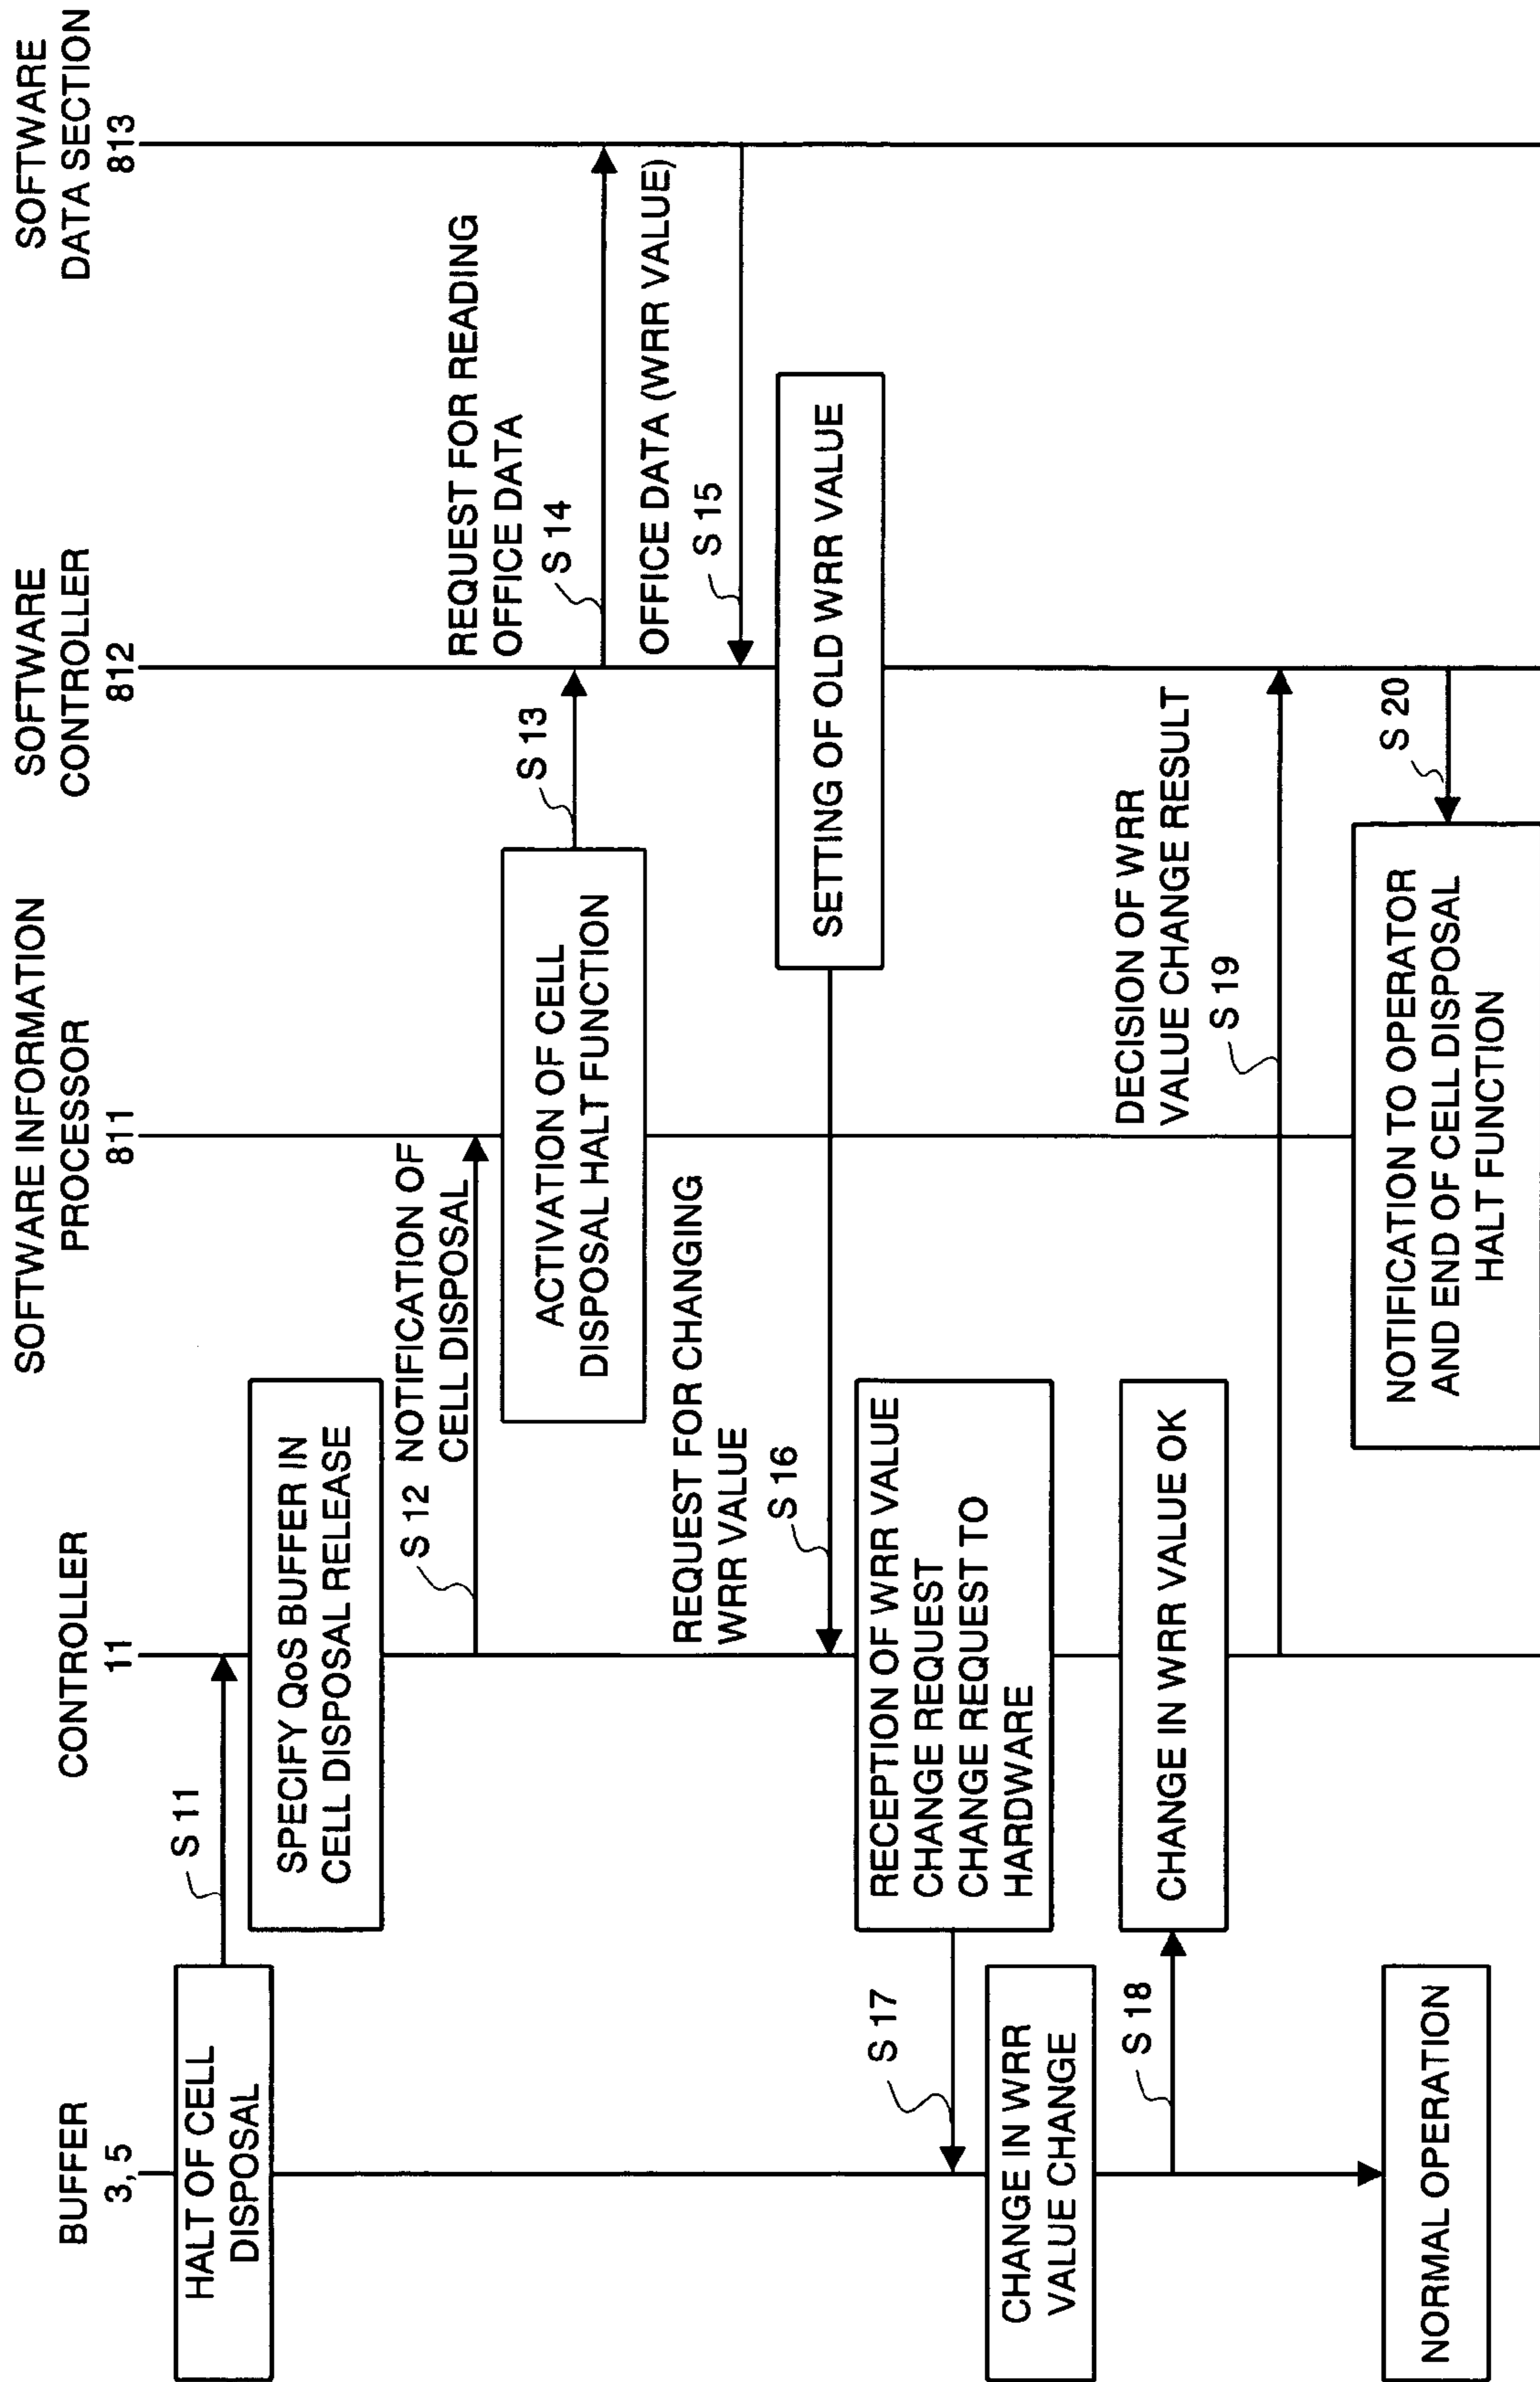 BUFFER
3, 5
CONTROLLER
11
SOFTWARE INFORMATION
PROCESSOR
811
SOFTWARE
CONTROLLER
812
SOFTWARE
DATA SECTION
813
HALT OF CELL
DISPOSAL
S 11
SPECIFY QoS BUFFER IN
CELL DISPOSAL RELEASE
S 12 NOTIFICATION OF
CELL DISPOSAL
ACTIVATION OF CELL
DISPOSAL HALT FUNCTION
S 13
REQUEST FOR READING
OFFICE DATA
S 14
OFFICE DATA (WRR VALUE)
S 15
SETTING OF OLD WRR VALUE
REQUEST FOR CHANGING
WRR VALUE
S 16
RECEPTION OF WRR VALUE
CHANGE REQUEST
CHANGE REQUEST TO
HARDWARE
S 17
CHANGE IN WRR
VALUE CHANGE
S 18
CHANGE IN WRR VALUE OK
DECISION OF WRR
VALUE CHANGE RESULT
S 19
S 20
NOTIFICATION TO OPERATOR
AND END OF CELL DISPOSAL
HALT FUNCTION
NORMAL OPERATION